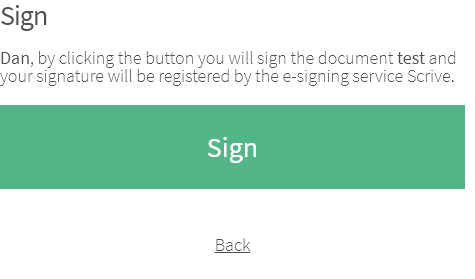 Sign
Dan, by clicking the button you will sign the document test and
your signature will be registered by the e-signing service Scrive.
Sign
Back